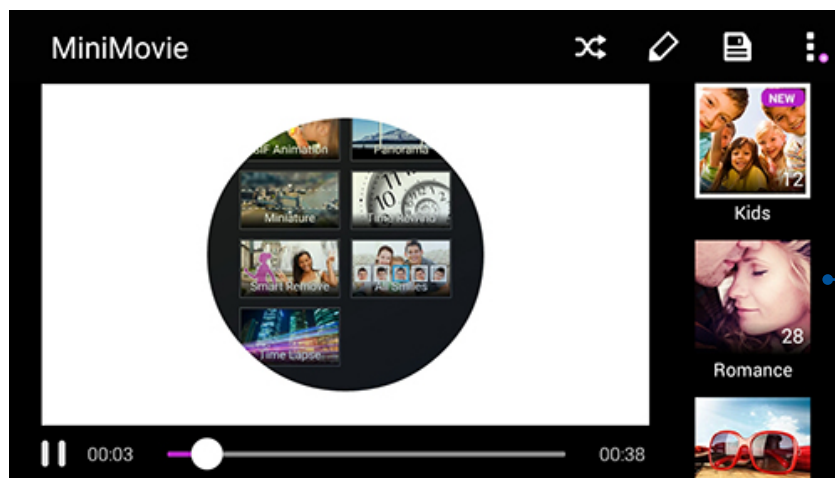 MiniMovie
GIF Animation
Panorama
Miniature
Time Rewind
Smart Remove
All Smiles
Time Lapse
NEW
12
Kids
28
Romance
00:03
00:38